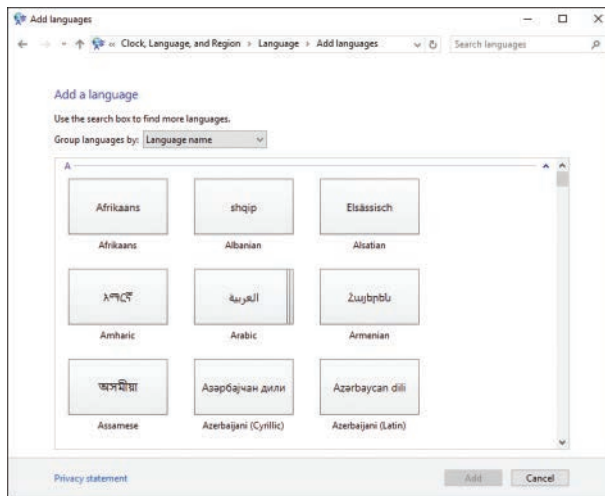 Add languages
« Clock, Language, and Region > Language > Add languages
Search languages
Add a language
Use the search box to find more languages.
Group languages by: Language name
A
Afrikaans shqip Elsässisch
Afrikaans Albanian Alsatian
አማርኛ العربية Հայերեն
Amharic Arabic Armenian
অসমীয়া Азәрбајҹан дили Azərbaycan dili
Assamese Azerbaijani (Cyrillic) Azerbaijani (Latin)
Privacy statement Add Cancel